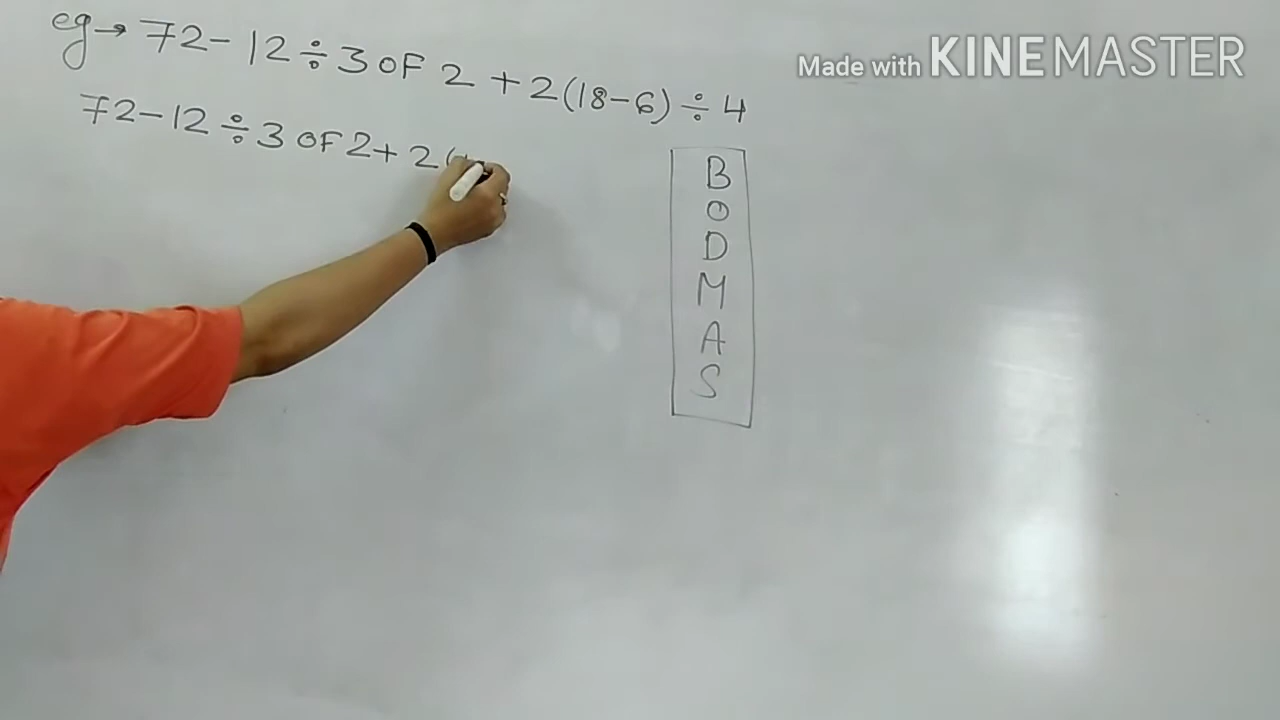 Made with KINEMASTER
eg→ 72-12÷3 OF 2 +2(18-6)÷4
72-12÷3 OF 2+ 2(
B
O
D
M
A
S